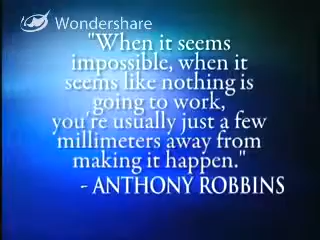 Wondershare
"When it seems
impossible, when it
seems like nothing is
going to work,
you're usually just a few
millimeters away from
making it happen."
- ANTHONY ROBBINS